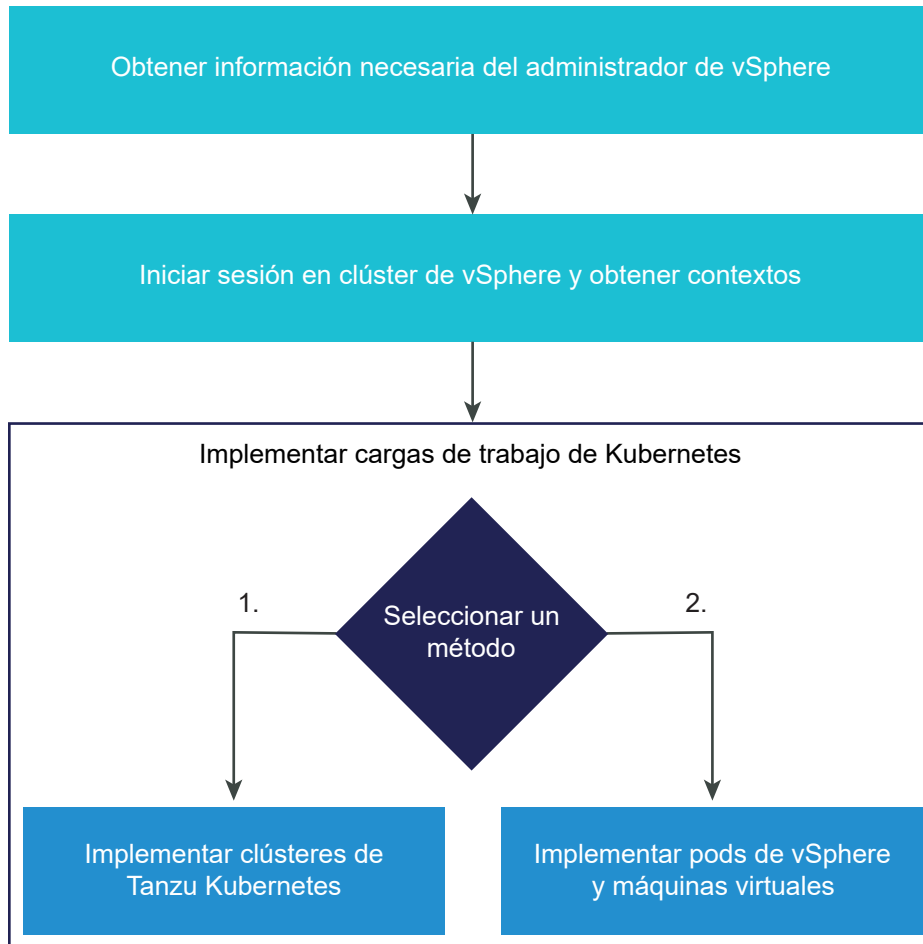 Obtener información necesaria del administrador de vSphere
Iniciar sesión en clúster de vSphere y obtener contextos
Implementar cargas de trabajo de Kubernetes
1.
2.
Seleccionar un
método
Implementar clústeres de
Tanzu Kubernetes
Implementar pods de vSphere
y máquinas virtuales